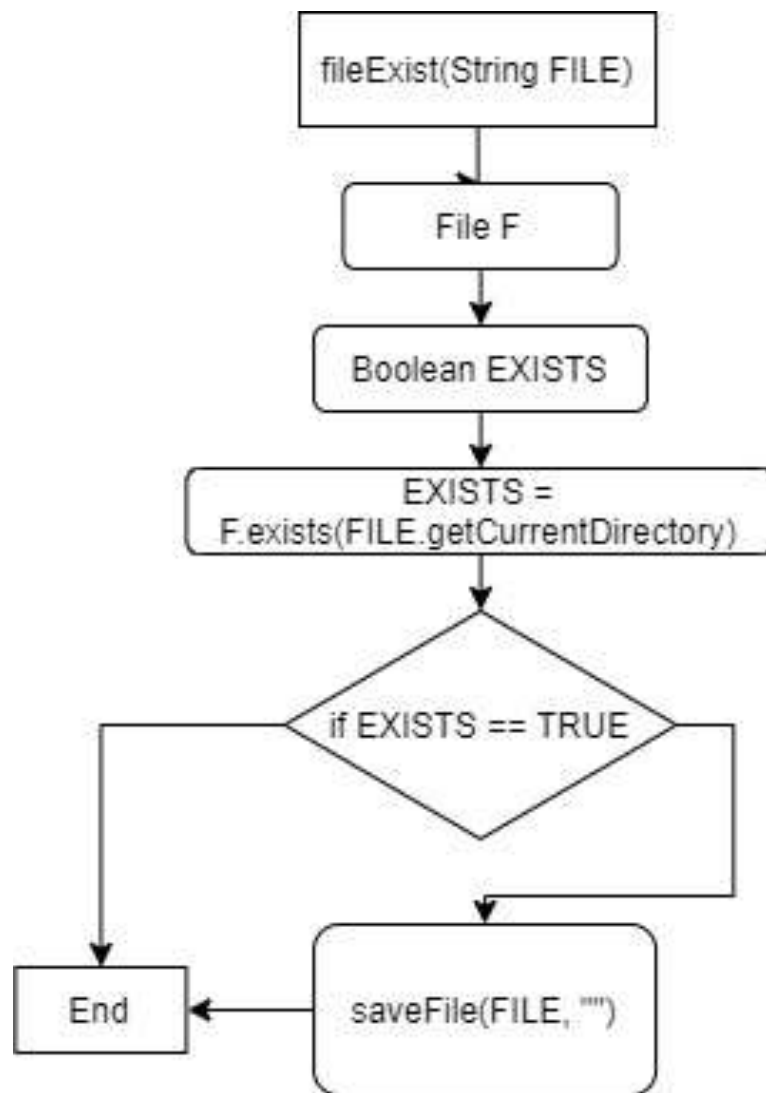 fileExist(String FILE)
File F
Boolean EXISTS
EXISTS =
F.exists(FILE.getCurrentDirectory)
if EXISTS == TRUE
End
saveFile(FILE, "")